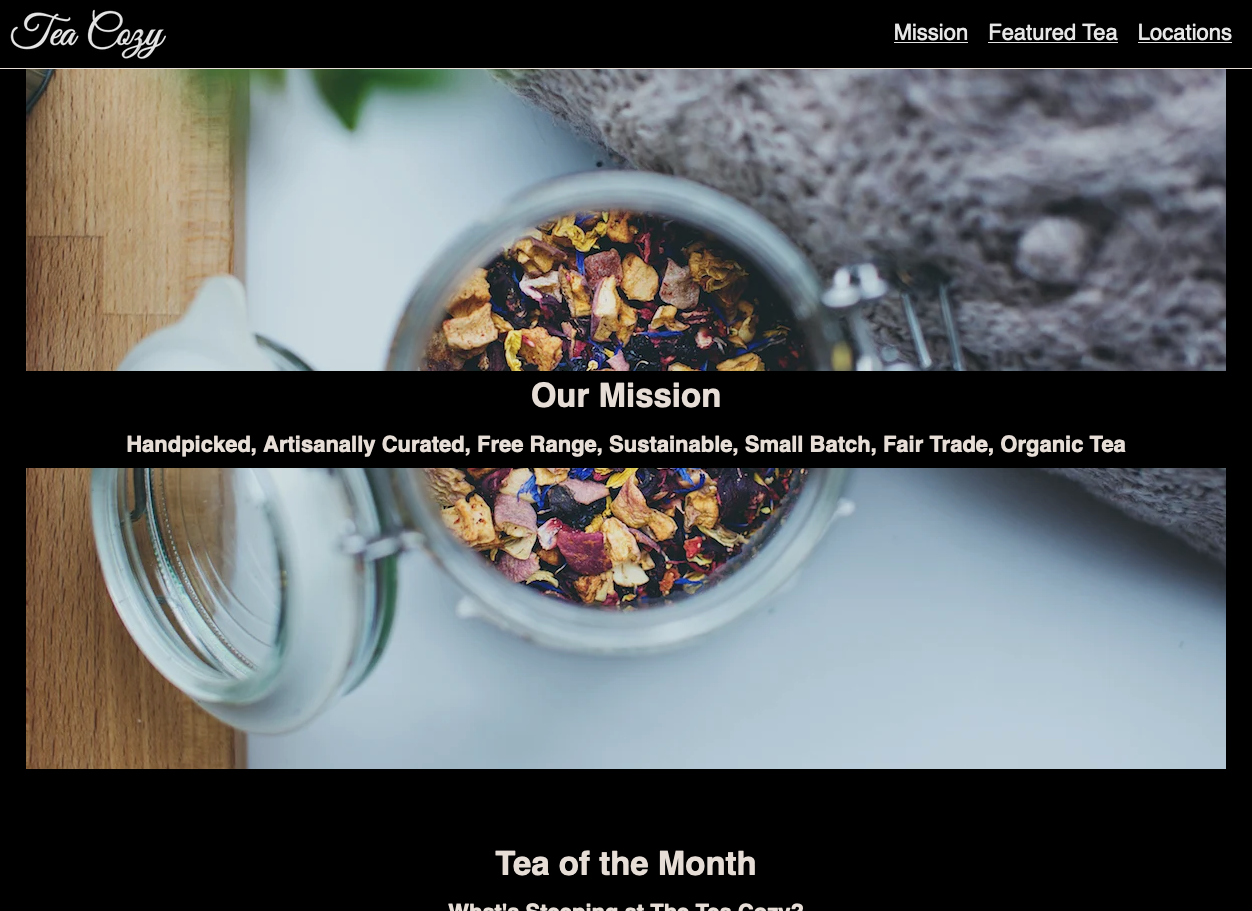 Tea Cozy
Mission Featured Tea Locations
Our Mission
Handpicked, Artisanally Curated, Free Range, Sustainable, Small Batch, Fair Trade, Organic Tea
Tea of the Month
What's Steeping at The Tea Cozy?